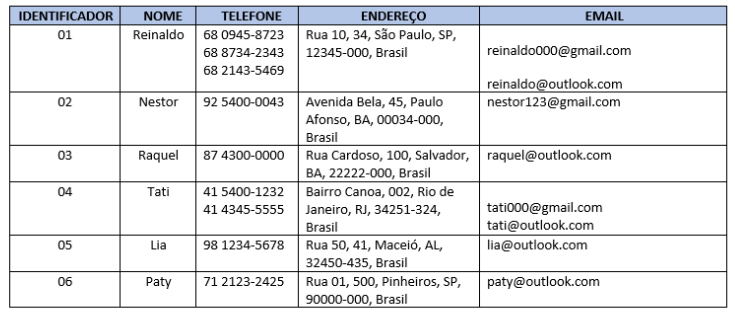 IDENTIFICADOR NOME TELEFONE ENDEREÇO EMAIL
01 Reinaldo 68 0945-8723 Rua 10, 34, São Paulo, SP,
68 8734-2343 12345-000, Brasil reinaldo000@gmail.com
68 2143-5469
reinaldo@outlook.com
02 Nestor 92 5400-0043 Avenida Bela, 45, Paulo nestor123@gmail.com
Afonso, BA, 00034-000,
Brasil
03 Raquel 87 4300-0000 Rua Cardoso, 100, Salvador, raquel@outlook.com
BA, 22222-000, Brasil
04 Tati 41 5400-1232 Bairro Canoa, 002, Rio de
41 4345-5555 Janeiro, RJ, 34251-324, tati000@gmail.com
Brasil tati@outlook.com
05 Lia 98 1234-5678 Rua 50, 41, Maceió, AL, lia@outlook.com
32450-435, Brasil
06 Paty 71 2123-2425 Rua 01, 500, Pinheiros, SP, paty@outlook.com
90000-000, Brasil